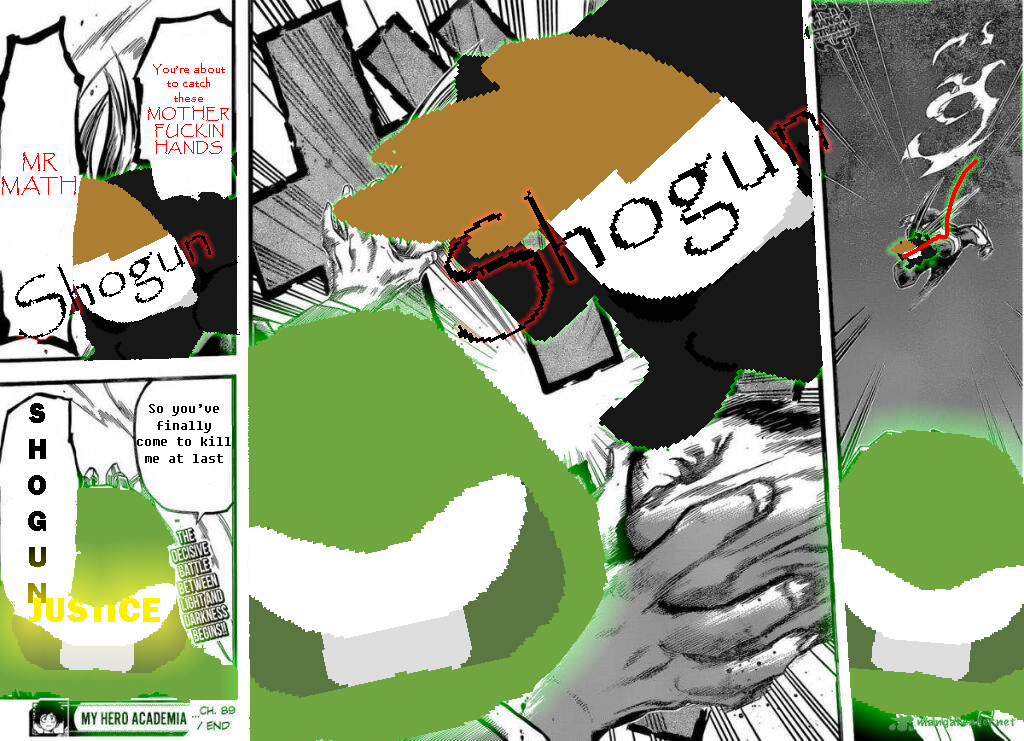 You're about
to catch
these
MOTHER
FUCKIN
HANDS
MR
MATH
Shogun
Shogun
So you've
finally
come to kill
me at last
SHOGUN
JUSTICE
THE
DECISIVE
BATTLE
BETWEEN
LIGHT AND
DARKNESS
BEGINS!!
MY HERO ACADEMIA ... CH. 89
/ END